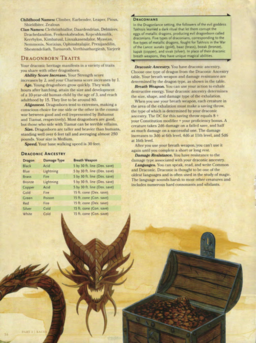 Childhood Names: Climber, Earbender, Leaper, Pious,
Shieldbiter, Zealous
Clan Names: Clethtinthiallor, Daardendrian, Delmirev,
Drachedandion, Fenkenkabradon, Kepeshkmolik,
Kerrhylon, Kimbatuul, Linxakasendalor, Myastan,
Nemmonis, Norixius, Ophinshtalajiir, Prexijandilin,
Shestendeliath, Turnuroth, Verthisathurgiesh, Yarjerit
DRAGONBORN TRAITS
Your draconic heritage manifests in a variety of traits
you share with other dragonborn.
Ability Score Increase. Your Strength score
increases by 2, and your Charisma score increases by 1.
Age. Young dragonborn grow quickly. They walk
hours after hatching, attain the size and development
of a 10-year-old human child by the age of 3, and reach
adulthood by 15. They live to be around 80.
Alignment. Dragonborn tend to extremes, making a
conscious choice for one side or the other in the cosmic
war between good and evil (represented by Bahamut
and Tiamat, respectively). Most dragonborn are good,
but those who side with Tiamat can be terrible villains.
Size. Dragonborn are taller and heavier than humans,
standing well over 6 feet tall and averaging almost 250
pounds. Your size is Medium.
Speed. Your base walking speed is 30 feet.
DRACONIC ANCESTRY
Dragon Damage Type Breath Weapon
Black Acid 5 by 30 ft. line (Dex. save)
Blue Lightning 5 by 30 ft. line (Dex. save)
Brass Fire 5 by 30 ft. line (Dex. save)
Bronze Lightning 5 by 30 ft. line (Dex. save)
Copper Acid 5 by 30 ft. line (Dex. save)
Gold Fire 15 ft. cone (Dex. save)
Green Poison 15 ft. cone (Con. save)
Red Fire 15 ft. cone (Dex. save)
Silver Cold 15 ft. cone (Con. save)
White Cold 15 ft. cone (Con. save)
DRACONIANS
In the Dragonlance setting, the followers of the evil goddess
Takhisis learned a dark ritual that let them corrupt the
eggs of metallic dragons, producing evil dragonborn called
draconians. Five types of draconians, corresponding to the
five types of metallic dragons, fought for Takhisis in the War
of the Lance: auraks (gold), baaz (brass), bozak (bronze),
kapak (copper), and sivak (silver). In place of their draconic
breath weapons, they have unique magical abilities.
Draconic Ancestry. You have draconic ancestry.
Choose one type of dragon from the Draconic Ancestry
table. Your breath weapon and damage resistance are
determined by the dragon type, as shown in the table.
Breath Weapon. You can use your action to exhale
destructive energy. Your draconic ancestry determines
the size, shape, and damage type of the exhalation.
When you use your breath weapon, each creature in
the area of the exhalation must make a saving throw,
the type of which is determined by your draconic
ancestry. The DC for this saving throw equals 8 +
your Constitution modifier + your proficiency bonus. A
creature takes 2d6 damage on a failed save, and half
as much damage on a successful one. The damage
increases to 3d6 at 6th level, 4d6 at 11th level, and 5d6
at 16th level.
After you use your breath weapon, you can't use it
again until you complete a short or long rest.
Damage Resistance. You have resistance to the
damage type associated with your draconic ancestry.
Languages. You can speak, read, and write Common
and Draconic. Draconic is thought to be one of the
oldest languages and is often used in the study of magic.
The language sounds harsh to most other creatures and
includes numerous hard consonants and sibilants.